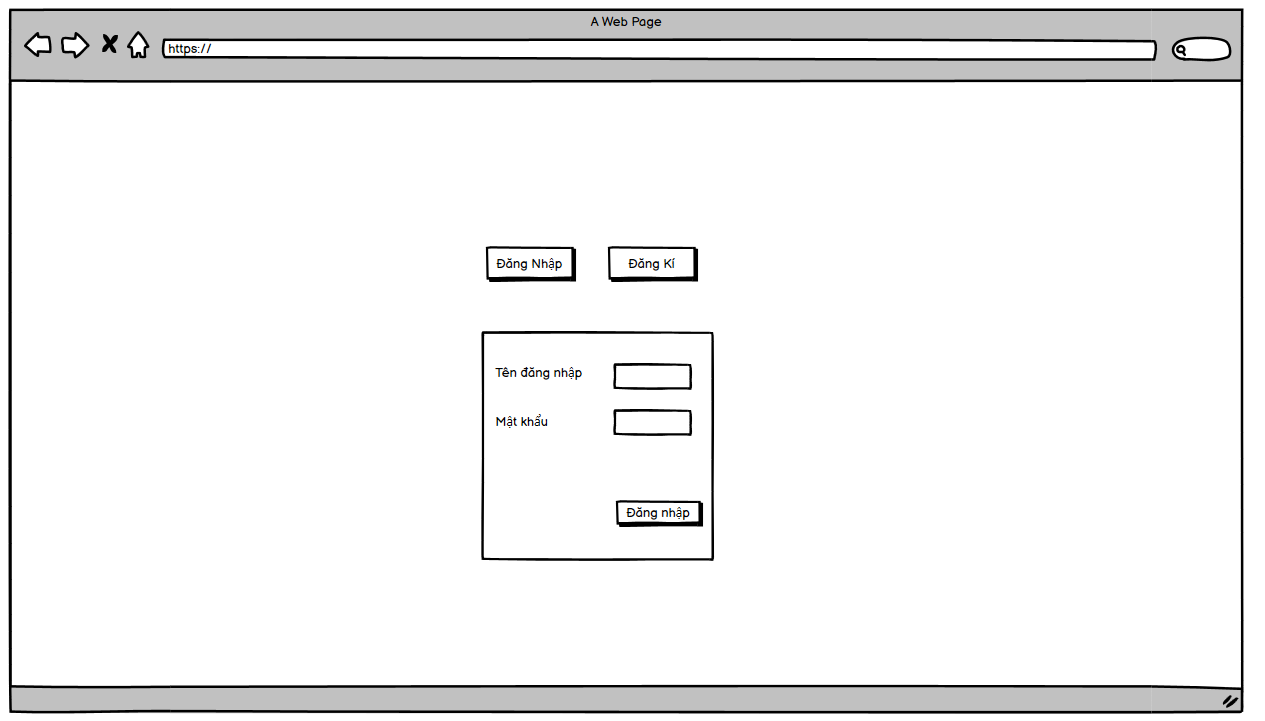 A Web Page
https://
Đăng Nhập
Đăng Kí
Tên đăng nhập
Mật khẩu
Đăng nhập